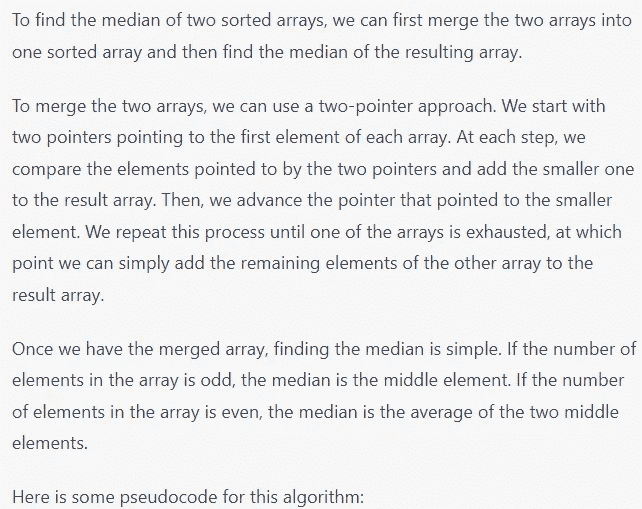 To find the median of two sorted arrays, we can first merge the two arrays into
one sorted array and then find the median of the resulting array.
To merge the two arrays, we can use a two-pointer approach. We start with
two pointers pointing to the first element of each array. At each step, we
compare the elements pointed to by the two pointers and add the smaller one
to the result array. Then, we advance the pointer that pointed to the smaller
element. We repeat this process until one of the arrays is exhausted, at which
point we can simply add the remaining elements of the other array to the
result array.
Once we have the merged array, finding the median is simple. If the number of
elements in the array is odd, the median is the middle element. If the number
of elements in the array is even, the median is the average of the two middle
elements.
Here is some pseudocode for this algorithm: